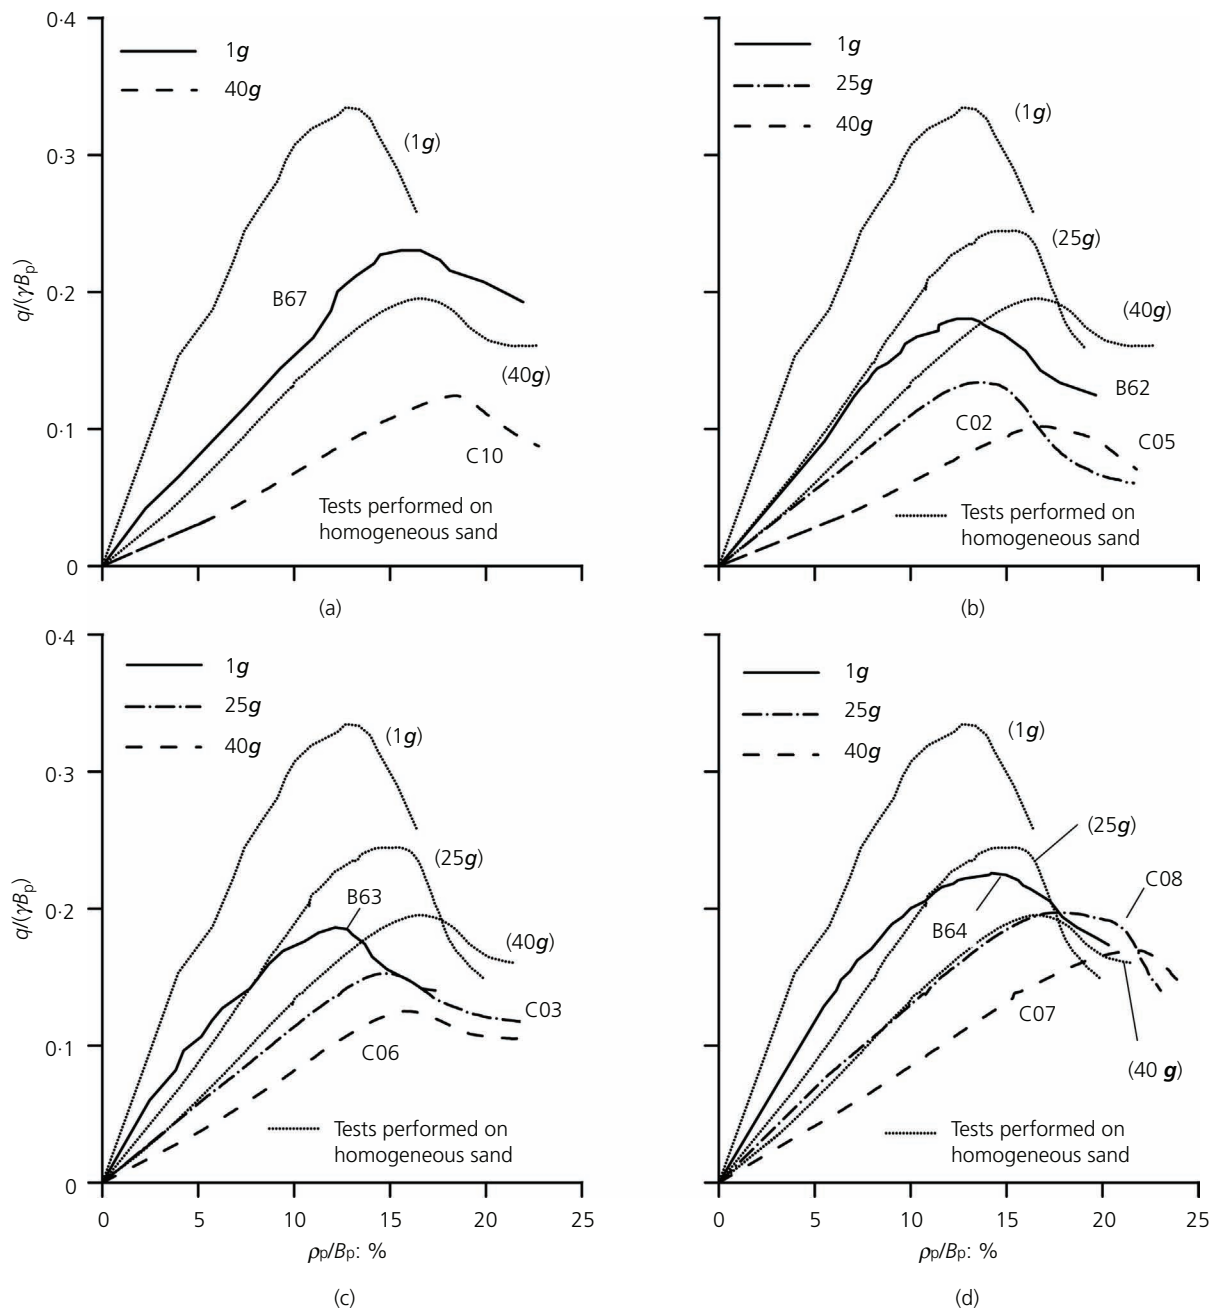 0·4
1g
40g
(1g)
0·3
q/(γBp)
B67
0·2
(40g)
0·1
C10
Tests performed on
homogeneous sand
0
0 5 10 15 20 25
(a)
1g
25g
40g
(1g)
(25g)
(40g)
B62
C02
C05
Tests performed on
homogeneous sand
(b)
0·4
1g
25g
40g
(1g)
0·3
q/(γBp)
(25g)
B63
0·2
(40g)
C03
0·1
C06
Tests performed on
homogeneous sand
0
0 5 10 15 20 25
ρp/Bp: %
(c)
1g
25g
40g
(1g)
(25g)
C08
B64
C07
(40 g)
Tests performed on
homogeneous sand
0 5 10 15 20 25
ρp/Bp: %
(d)